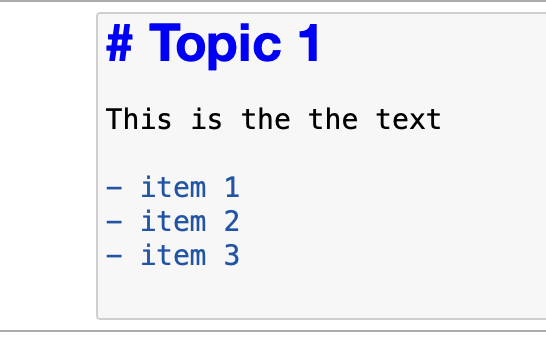 # Topic 1
This is the the text
- item 1
- item 2
- item 3